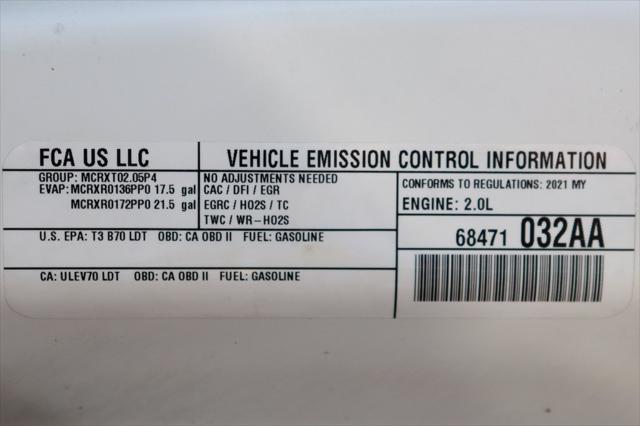 FCA US LLC
VEHICLE EMISSION CONTROL INFORMATION
GROUP: MCRXT02.05P4
EVAP: MCRXR0136PP0 17.5 gal
MCRXR0172PP0 21.5 gal
NO ADJUSTMENTS NEEDED
CAC / DFI / EGR
EGRC / HO2S / TC
TWC / WR-HO2S
CONFORMS TO REGULATIONS: 2021 MY
ENGINE: 2.0L
U.S. EPA: T3 B70 LDT OBD: CA OBD II FUEL: GASOLINE
68471 032AA
CA: ULEV70 LDT OBD: CA OBD II FUEL: GASOLINE